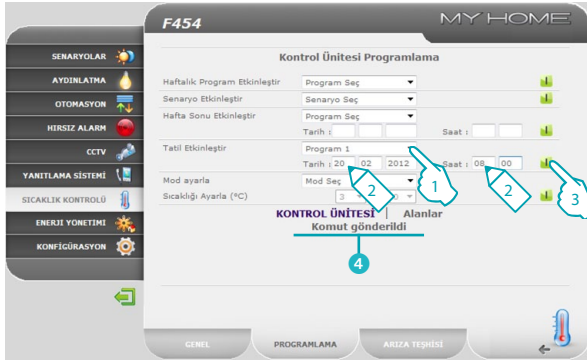 F454
MY HOME
SENARYOLAR
AYDINLATMA
OTOMASYON
HIRSIZ ALARM
CCTV
YANITLAMA SİSTEMİ
SICAKLIK KONTROLÜ
ENERJI YONETIMI
KONFİGÜRASYON
Kontrol Ünitesi Programlama
Haftalık Program Etkinleştir Program Seç
Senaryo Etkinleştir Senaryo Seç
Hafta Sonu Etkinleştir Program Seç
Tarih : Saat :
Tatil Etkinleştir Program 1
Tarih : 20 02 2012 Saat : 08 00
Mod ayarla Mod Seç
Sıcaklığı Ayarla (°C) 3 0
KONTROL ÜNİTESİ | Alanlar
Komut gönderildi
1
2
2
3
4
GENEL PROGRAMLAMA ARIZA TEŞHİSİ